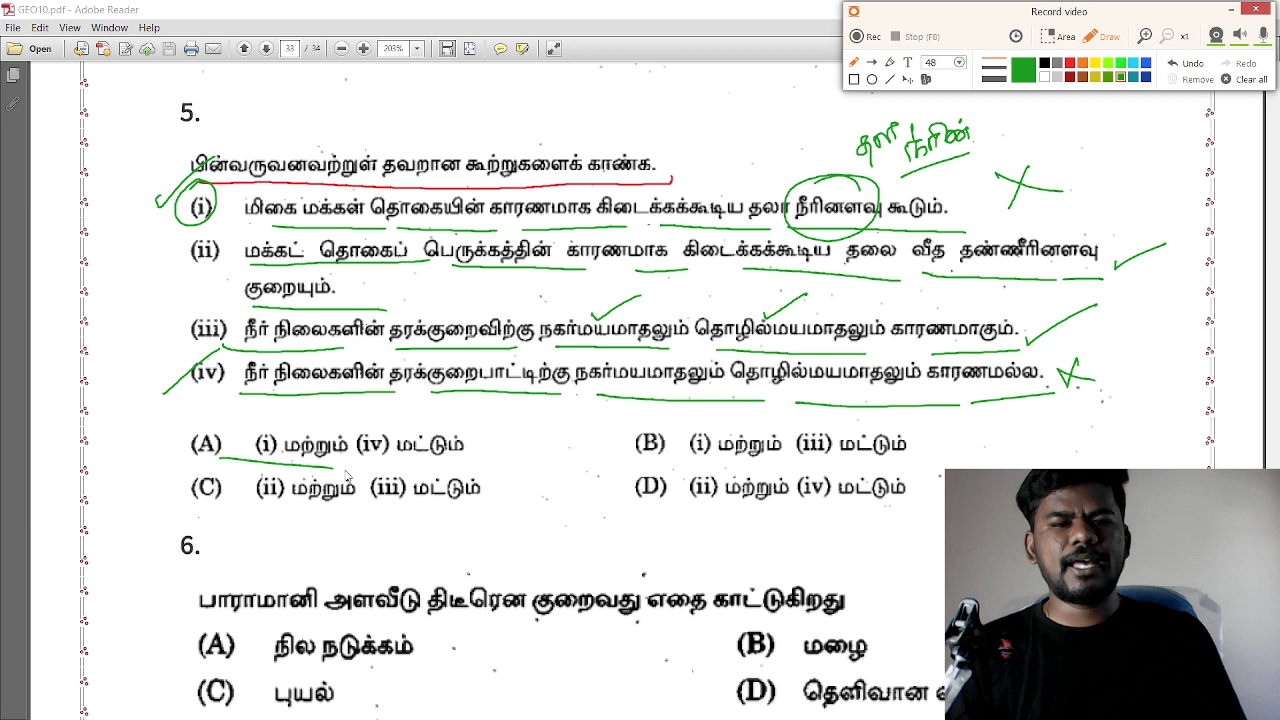 GEO10.pdf - Adobe Reader
Record video
File Edit View Window Help
Rec Stop (F8) Area Draw x1
Open 33 / 34 203%
T 48 Undo Redo
Remove Clear all
5.
தலா நீரின்
பின்வருவனவற்றுள் தவறான கூற்றுகளைக் காண்க.
(i) மிகை மக்கள் தொகையின் காரணமாக கிடைக்கக்கூடிய தலா நீரினளவு கூடும்.
(ii) மக்கட் தொகைப் பெருக்கத்தின் காரணமாக கிடைக்கக்கூடிய தலை வீத தண்ணீரினளவு
குறையும்.
(iii) நீர் நிலைகளின் தரக்குறைவிற்கு நகர்மயமாதலும் தொழில்மயமாதலும் காரணமாகும்.
(iv) நீர் நிலைகளின் தரக்குறைபாட்டிற்கு நகர்மயமாதலும் தொழில்மயமாதலும் காரணமல்ல.
(A) (i) மற்றும் (iv) மட்டும் (B) (i) மற்றும் (iii) மட்டும்
(C) (ii) மற்றும் (iii) மட்டும் (D) (ii) மற்றும் (iv) மட்டும்
6.
பாராமானி அளவீடு திடீரென குறைவது எதை காட்டுகிறது
(A) நில நடுக்கம் (B) மழை
(C) புயல் (D) தெளிவான